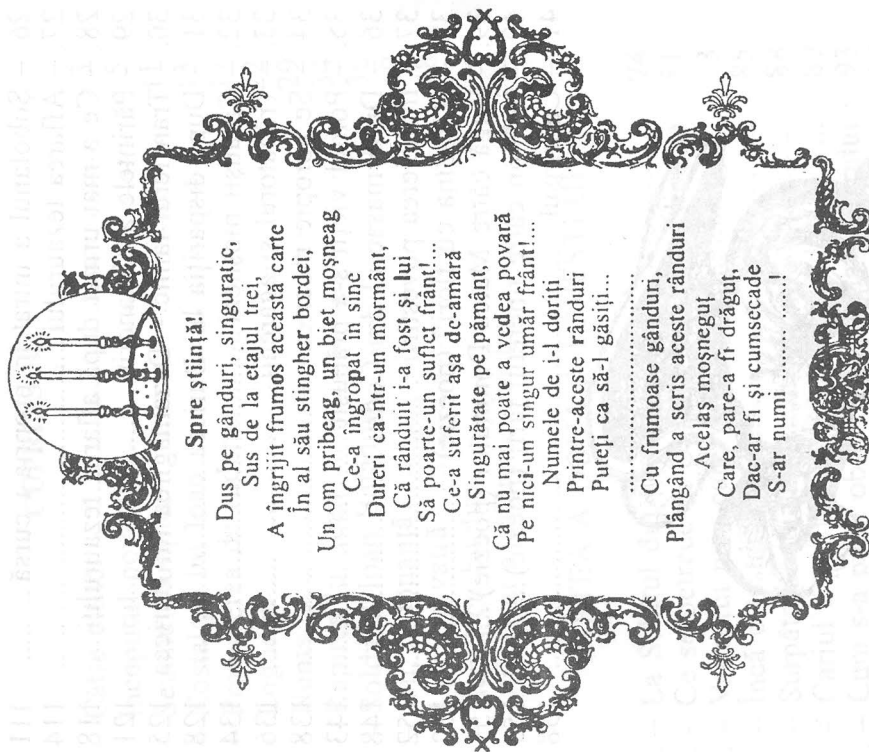 Spre știință!
Dus pe gânduri, singuratic,
Sus de la etajul trei,
A îngrijit frumos această carte
În al său stingher bordei,
Un om pribeag, un biet moșneag
Ce-a îngropat în sine
Dureri ca-ntr-un mormânt,
Că rânduit i-a fost și lui
Să poarte-un suflet frânt!...
Ce-a suferit așa de-amară
Singurătate pe pământ,
Că nu mai poate a vedea povară
Pe nici-un singur umăr frânt!...
Numele de i-l doriți
Printre-aceste rânduri
Puteți ca să-l găsiți...
................................................
Cu frumoase gânduri,
Plângând a scris aceste rânduri
Acelaș moșneguț
Care, pare-a fi drăguț,
Dac-ar fi și cumsecade
S-ar numi ................ !